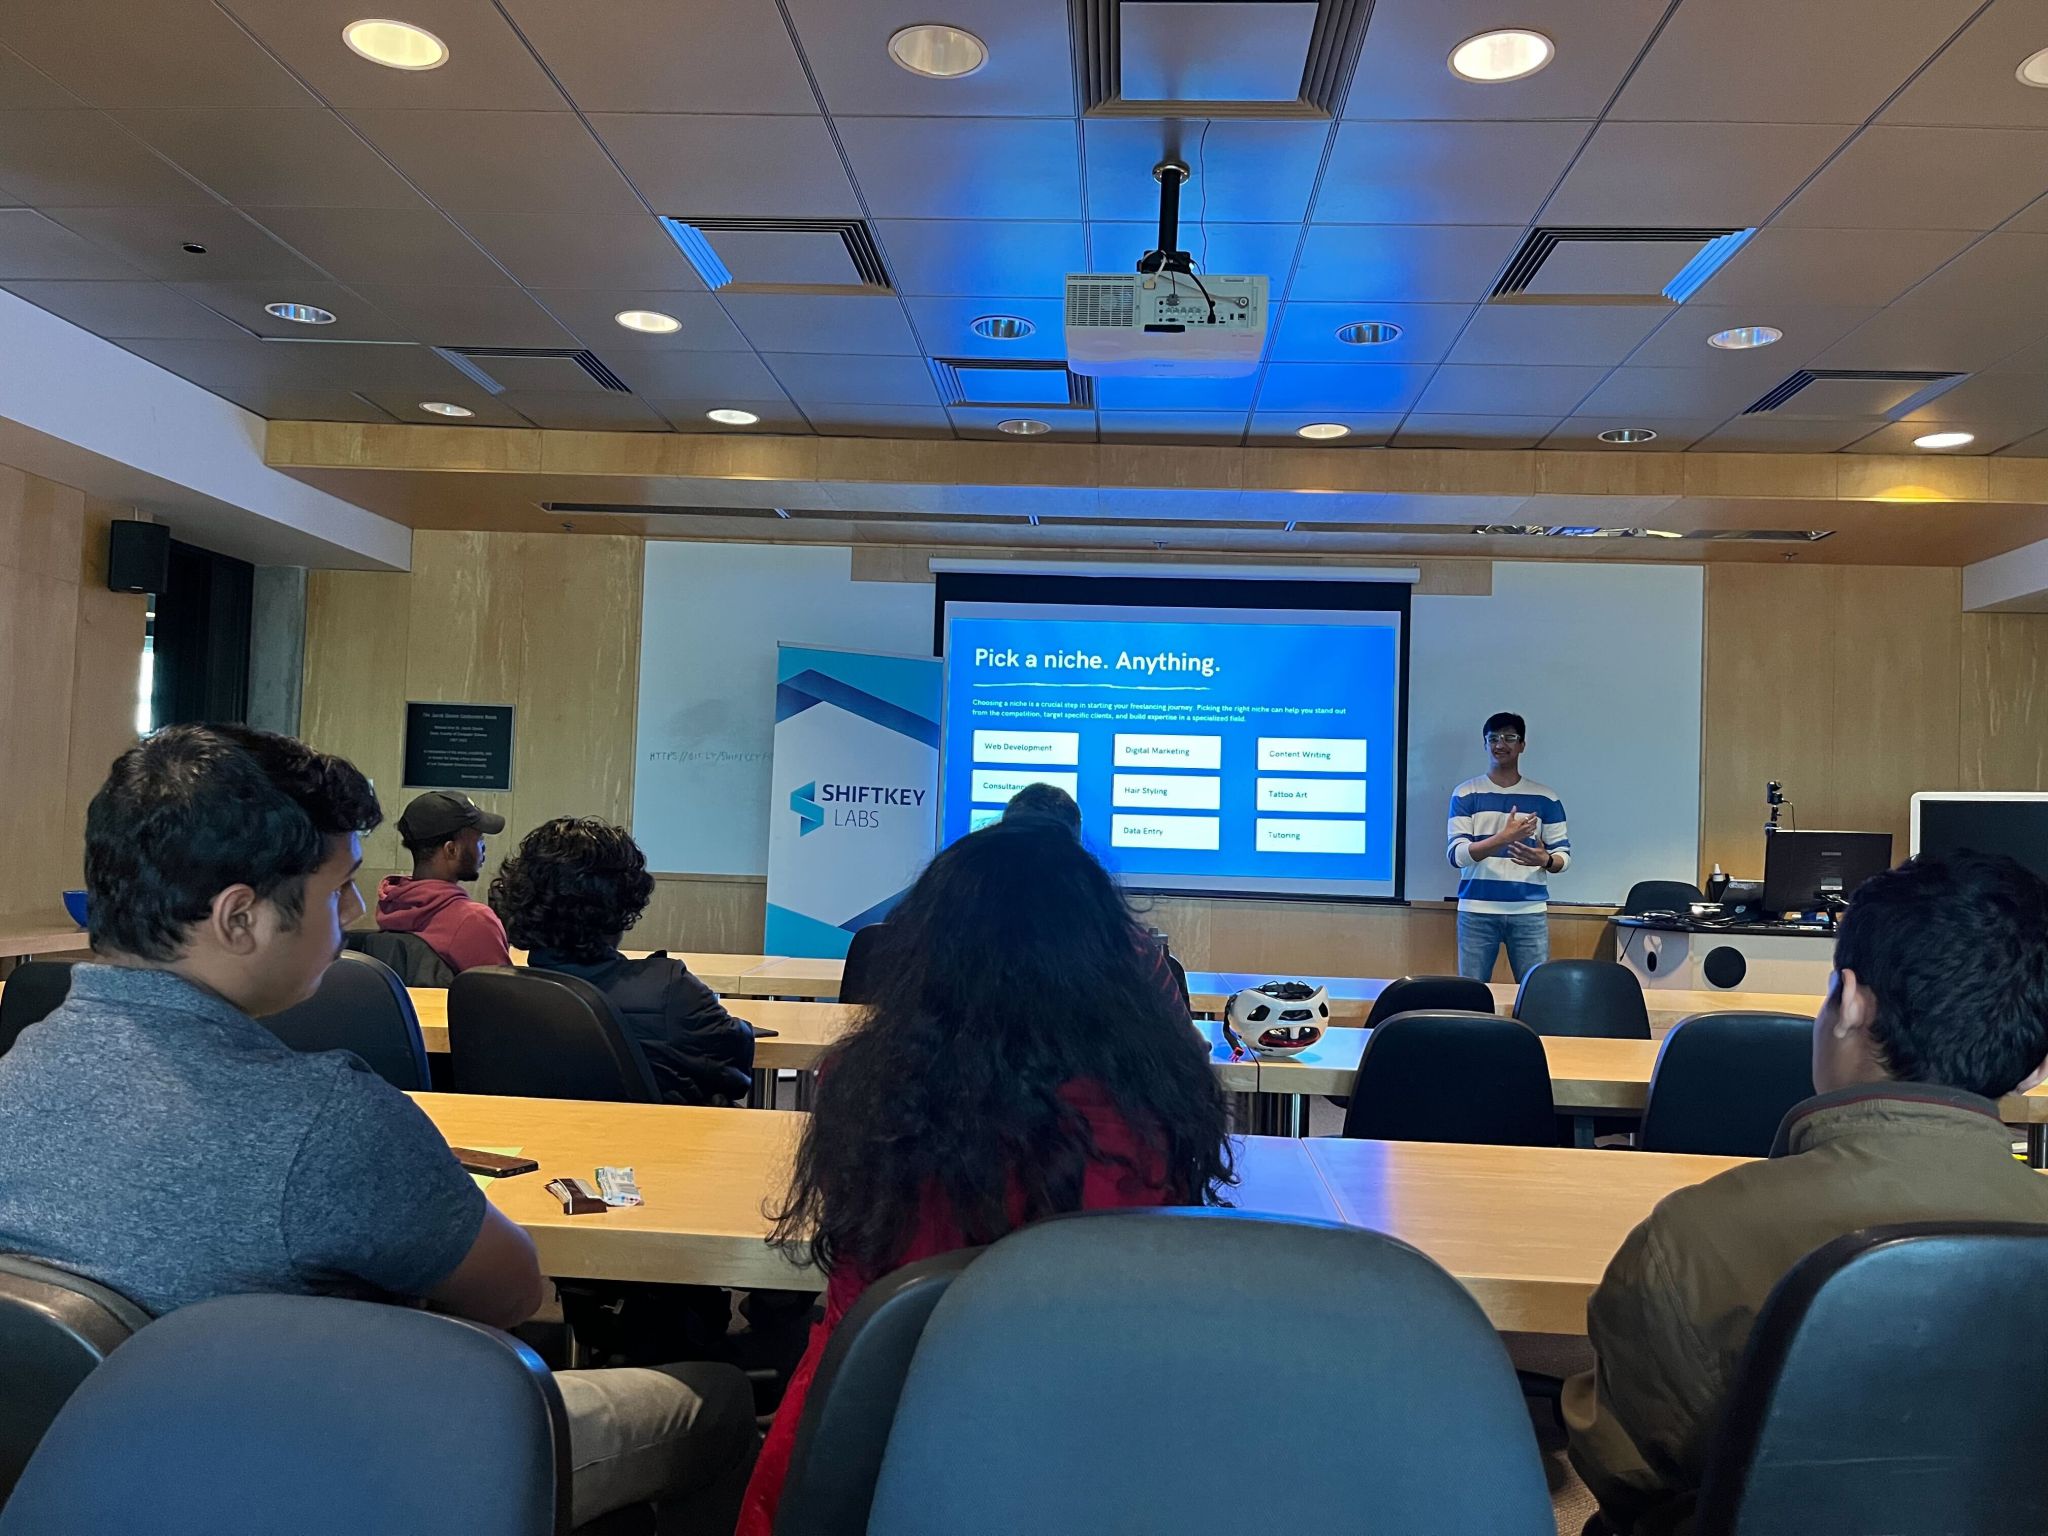 Pick a niche. Anything.
Choosing a niche is a crucial step in starting your freelancing journey. Picking the right niche can help you stand out
from the competition, target specific clients, and build expertise in a specialized field.
Web Development
Digital Marketing
Content Writing
Hair Styling
Tattoo Art
Data Entry
Tutoring
SHIFTKEY
LABS